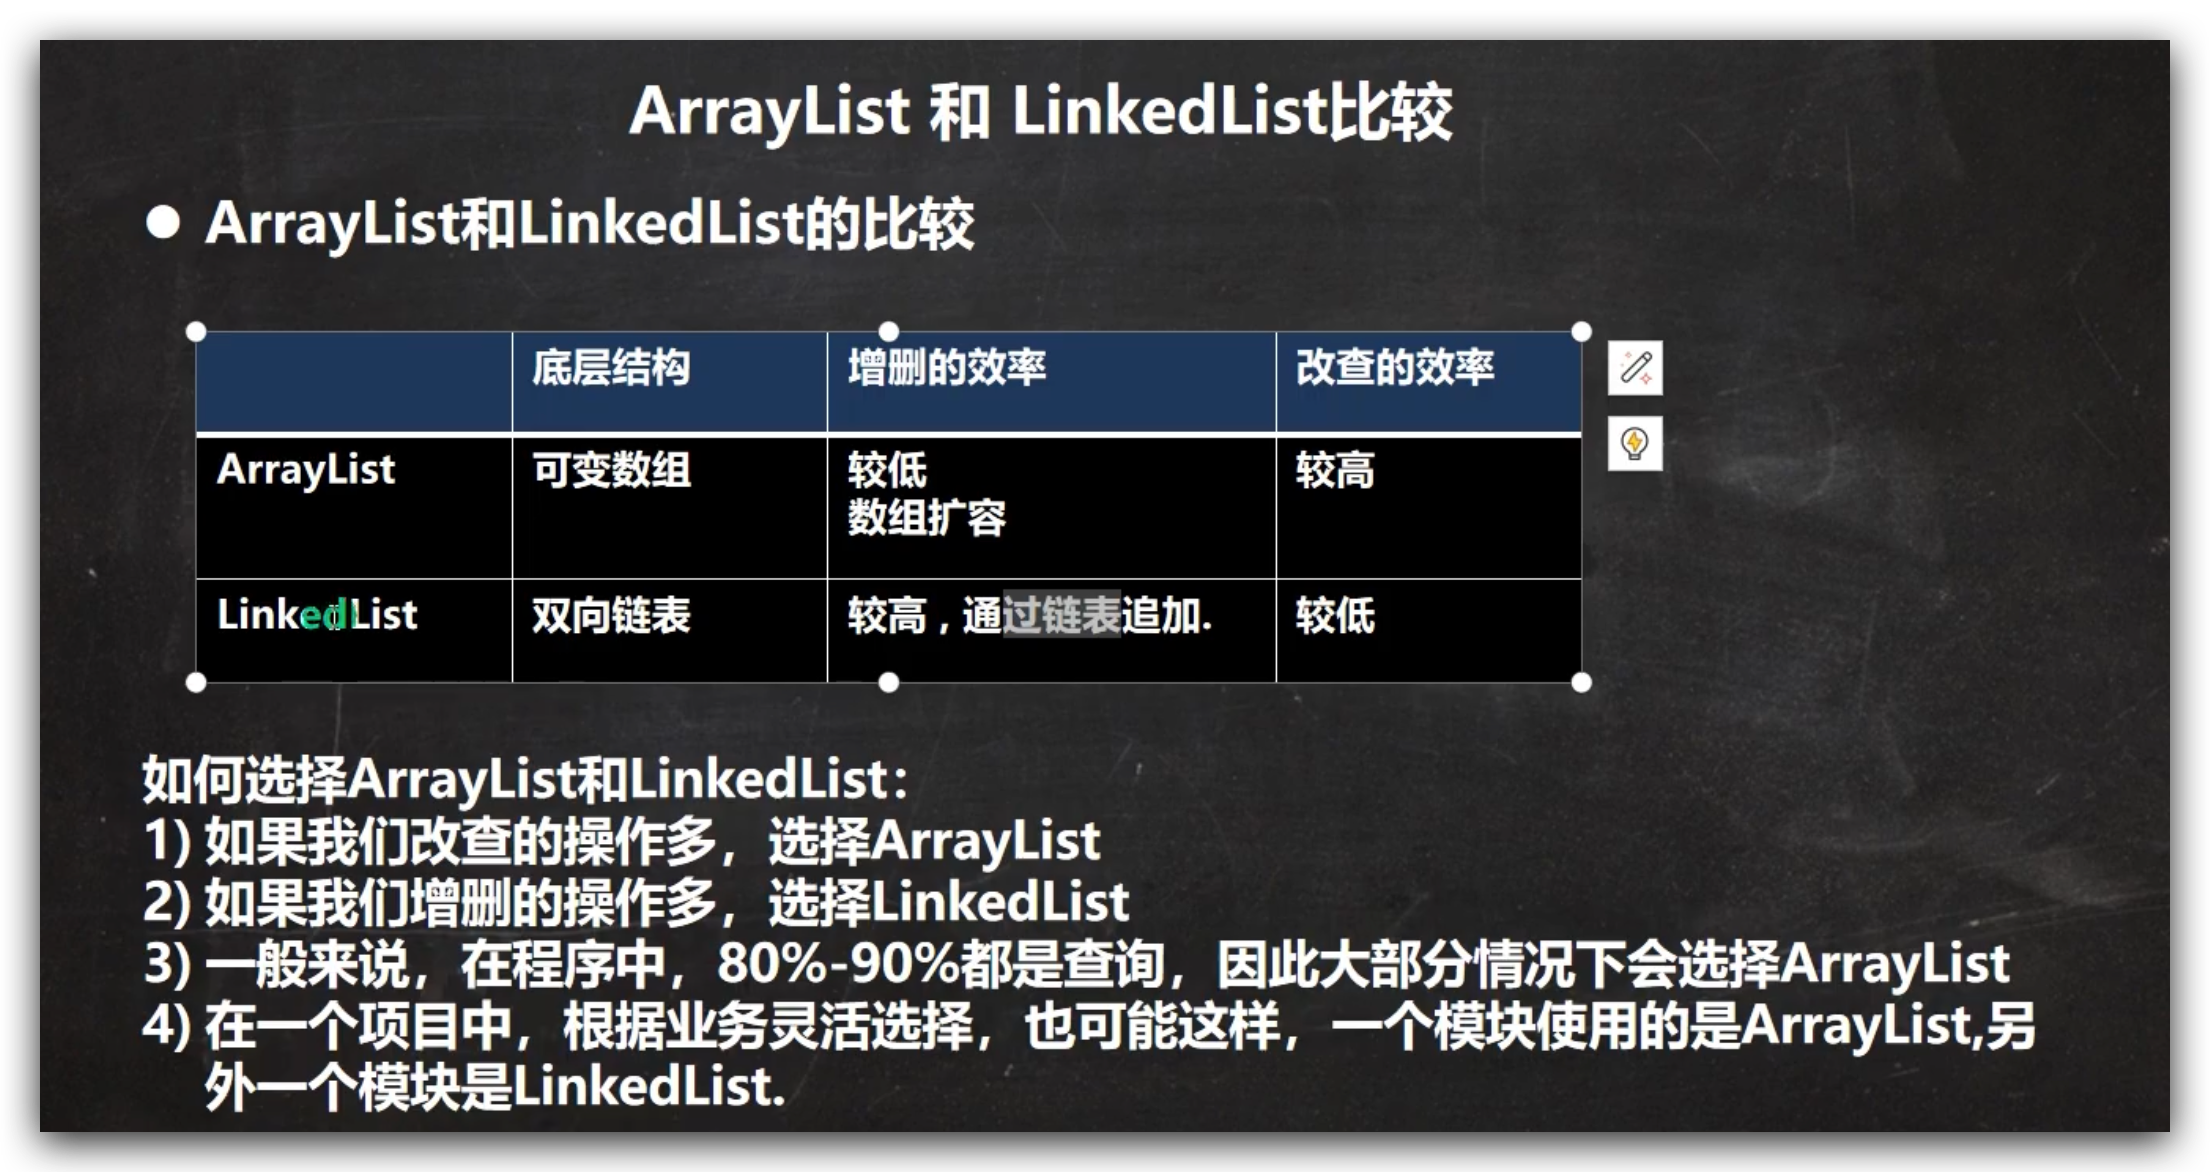 ArrayList 和 LinkedList比较
● ArrayList和LinkedList的比较
底层结构 增删的效率 改查的效率
ArrayList 可变数组 较低 较高
数组扩容
LinkedList 双向链表 较高，通过链表追加. 较低
如何选择ArrayList和LinkedList：
1) 如果我们改查的操作多，选择ArrayList
2) 如果我们增删的操作多，选择LinkedList
3) 一般来说，在程序中，80%-90%都是查询，因此大部分情况下会选择ArrayList
4) 在一个项目中，根据业务灵活选择，也可能这样，一个模块使用的是ArrayList,另
外一个模块是LinkedList.